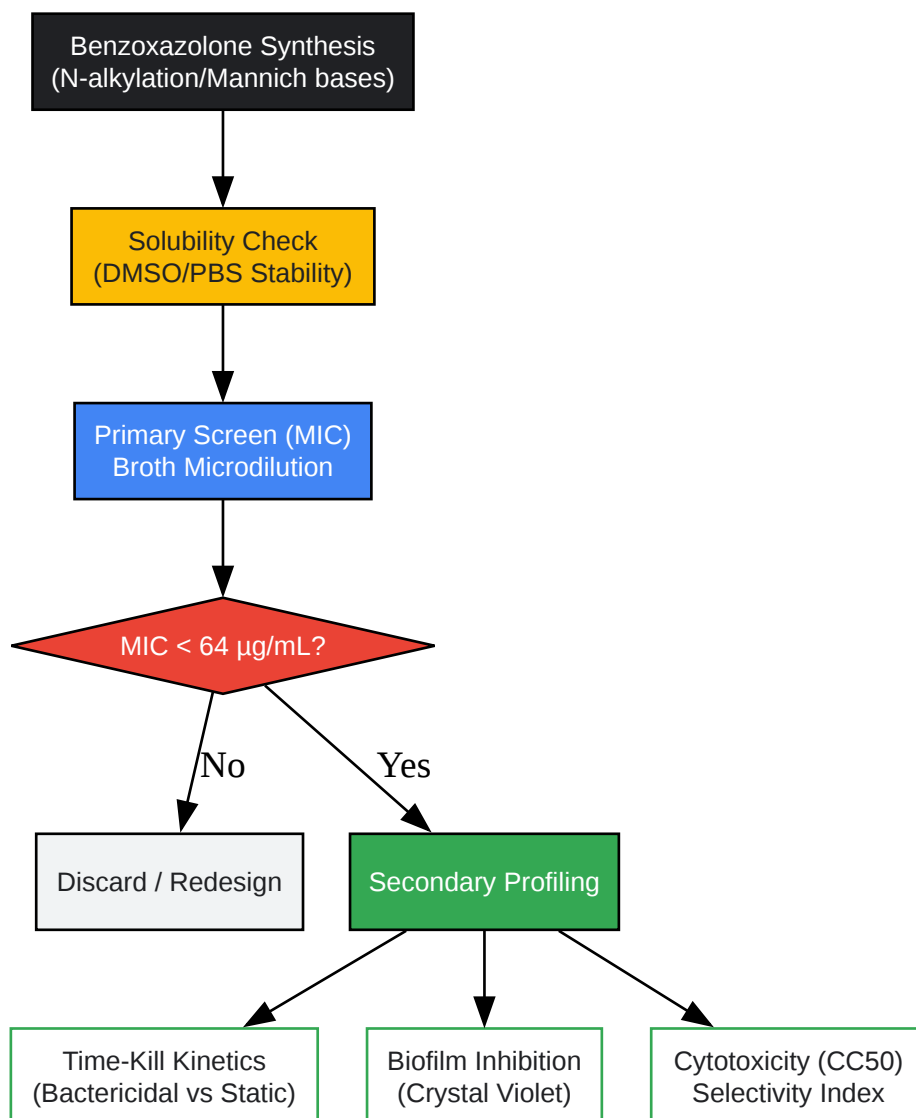 Benzoxazolone Synthesis
(N-alkylation/Mannich bases)
Solubility Check
(DMSO/PBS Stability)
Primary Screen (MIC)
Broth Microdilution
MIC < 64 µg/mL?
No
Yes
Discard / Redesign
Secondary Profiling
Time-Kill Kinetics
(Bactericidal vs Static)
Biofilm Inhibition
(Crystal Violet)
Cytotoxicity (CC50)
Selectivity Index